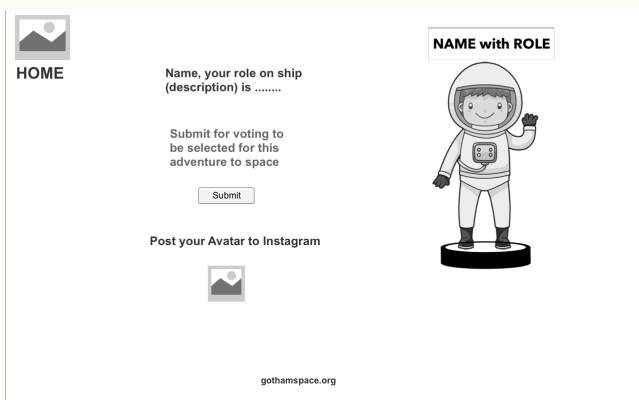 HOME
Name, your role on ship
(description) is ........
Submit for voting to
be selected for this
adventure to space
Submit
Post your Avatar to Instagram
NAME with ROLE
gothamspace.org